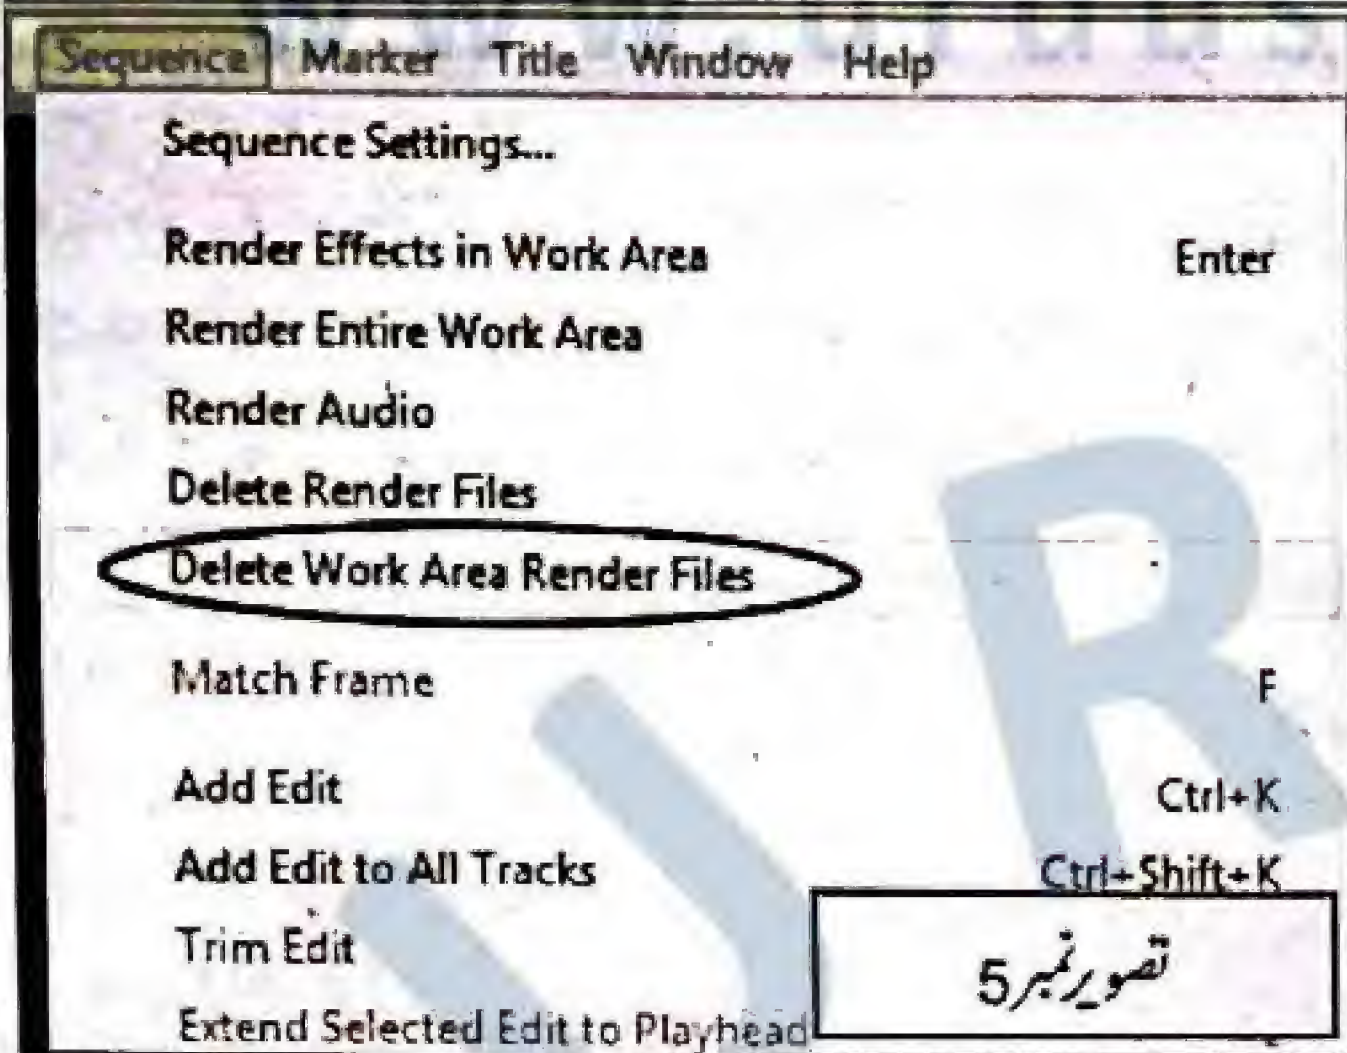 Sequence Marker Title Window Help
Sequence Settings...
Render Effects in Work Area Enter
Render Entire Work Area
Render Audio
Delete Render Files
Delete Work Area Render Files
Match Frame F
Add Edit Ctrl+K
Add Edit to All Tracks Ctrl+Shift+K
Trim Edit
Extend Selected Edit to Playhead
تصویر نمبر 5